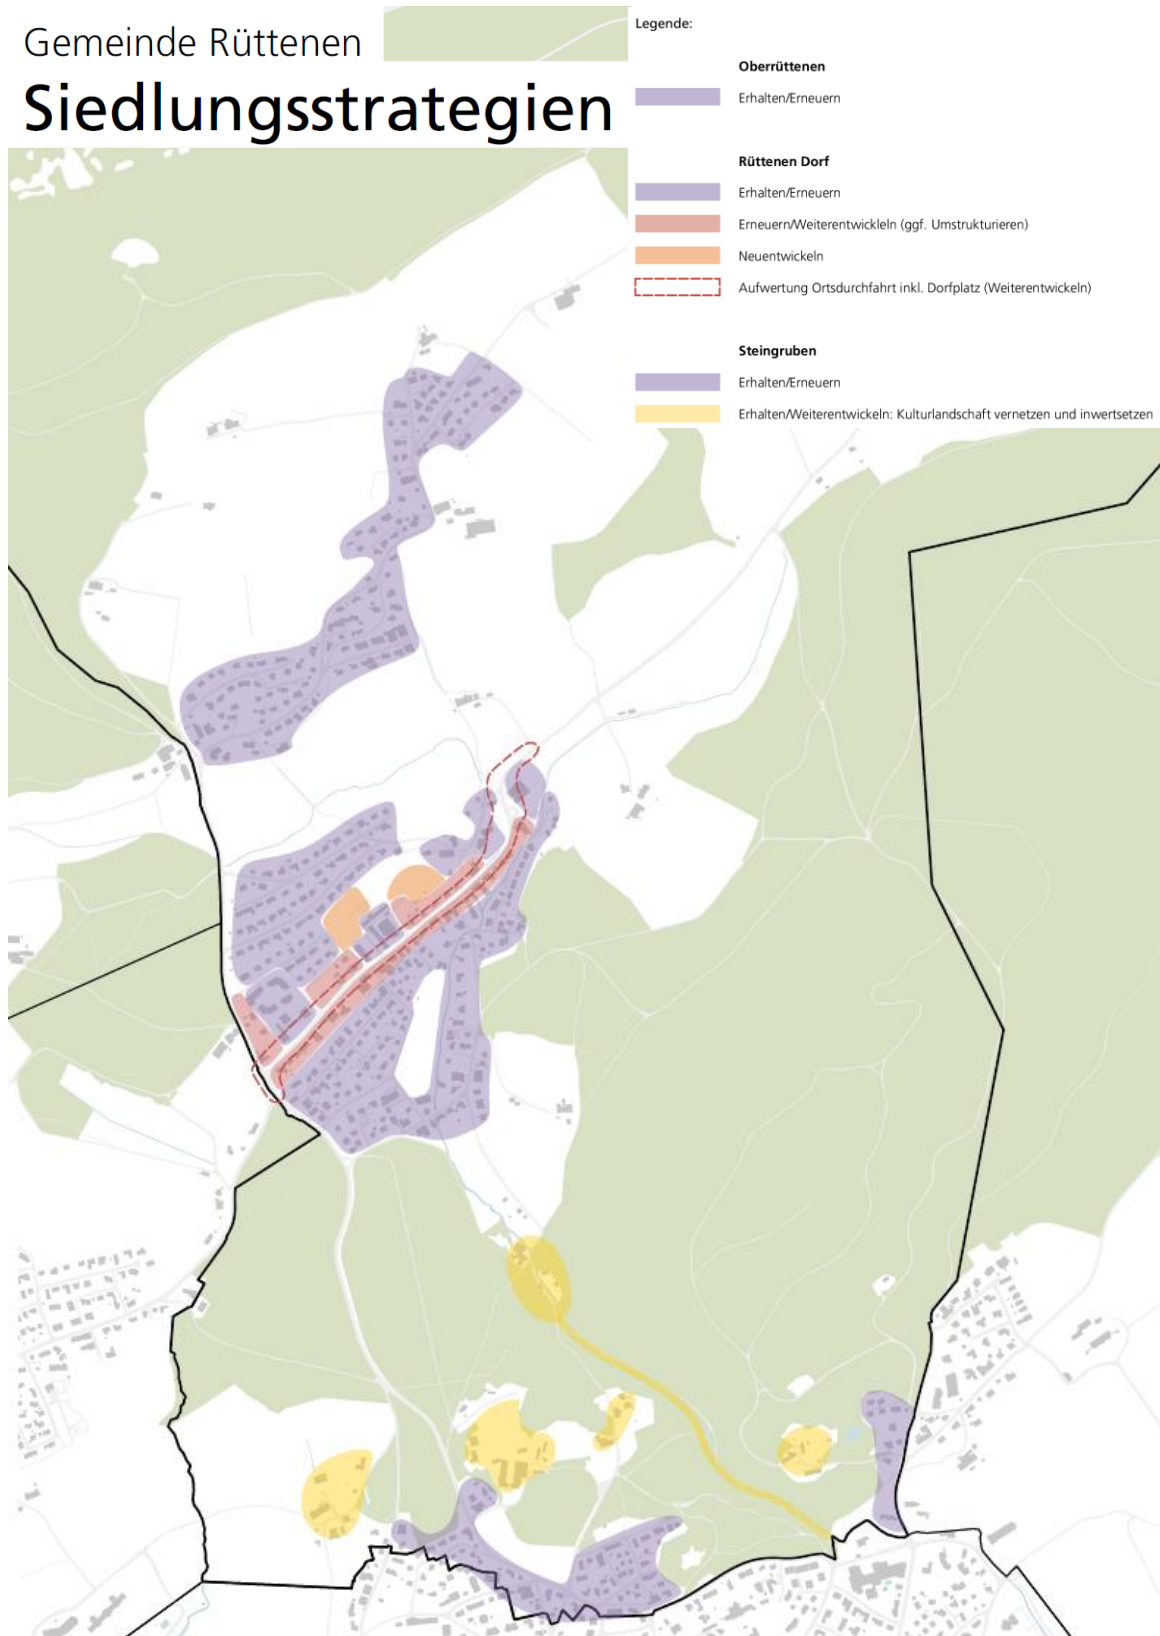 Gemeinde Rüttenen
Siedlungsstrategien
Legende:
Oberrüttenen
Erhalten/Erneuern
Rüttenen Dorf
Erhalten/Erneuern
Erneuern/Weiterentwickleln (ggf. Umstrukturieren)
Neuentwickeln
Aufwertung Ortsdurchfahrt inkl. Dorfplatz (Weiterentwickeln)
Steingruben
Erhalten/Erneuern
Erhalten/Weiterentwickeln: Kulturlandschaft vernetzen und inwertsetzen